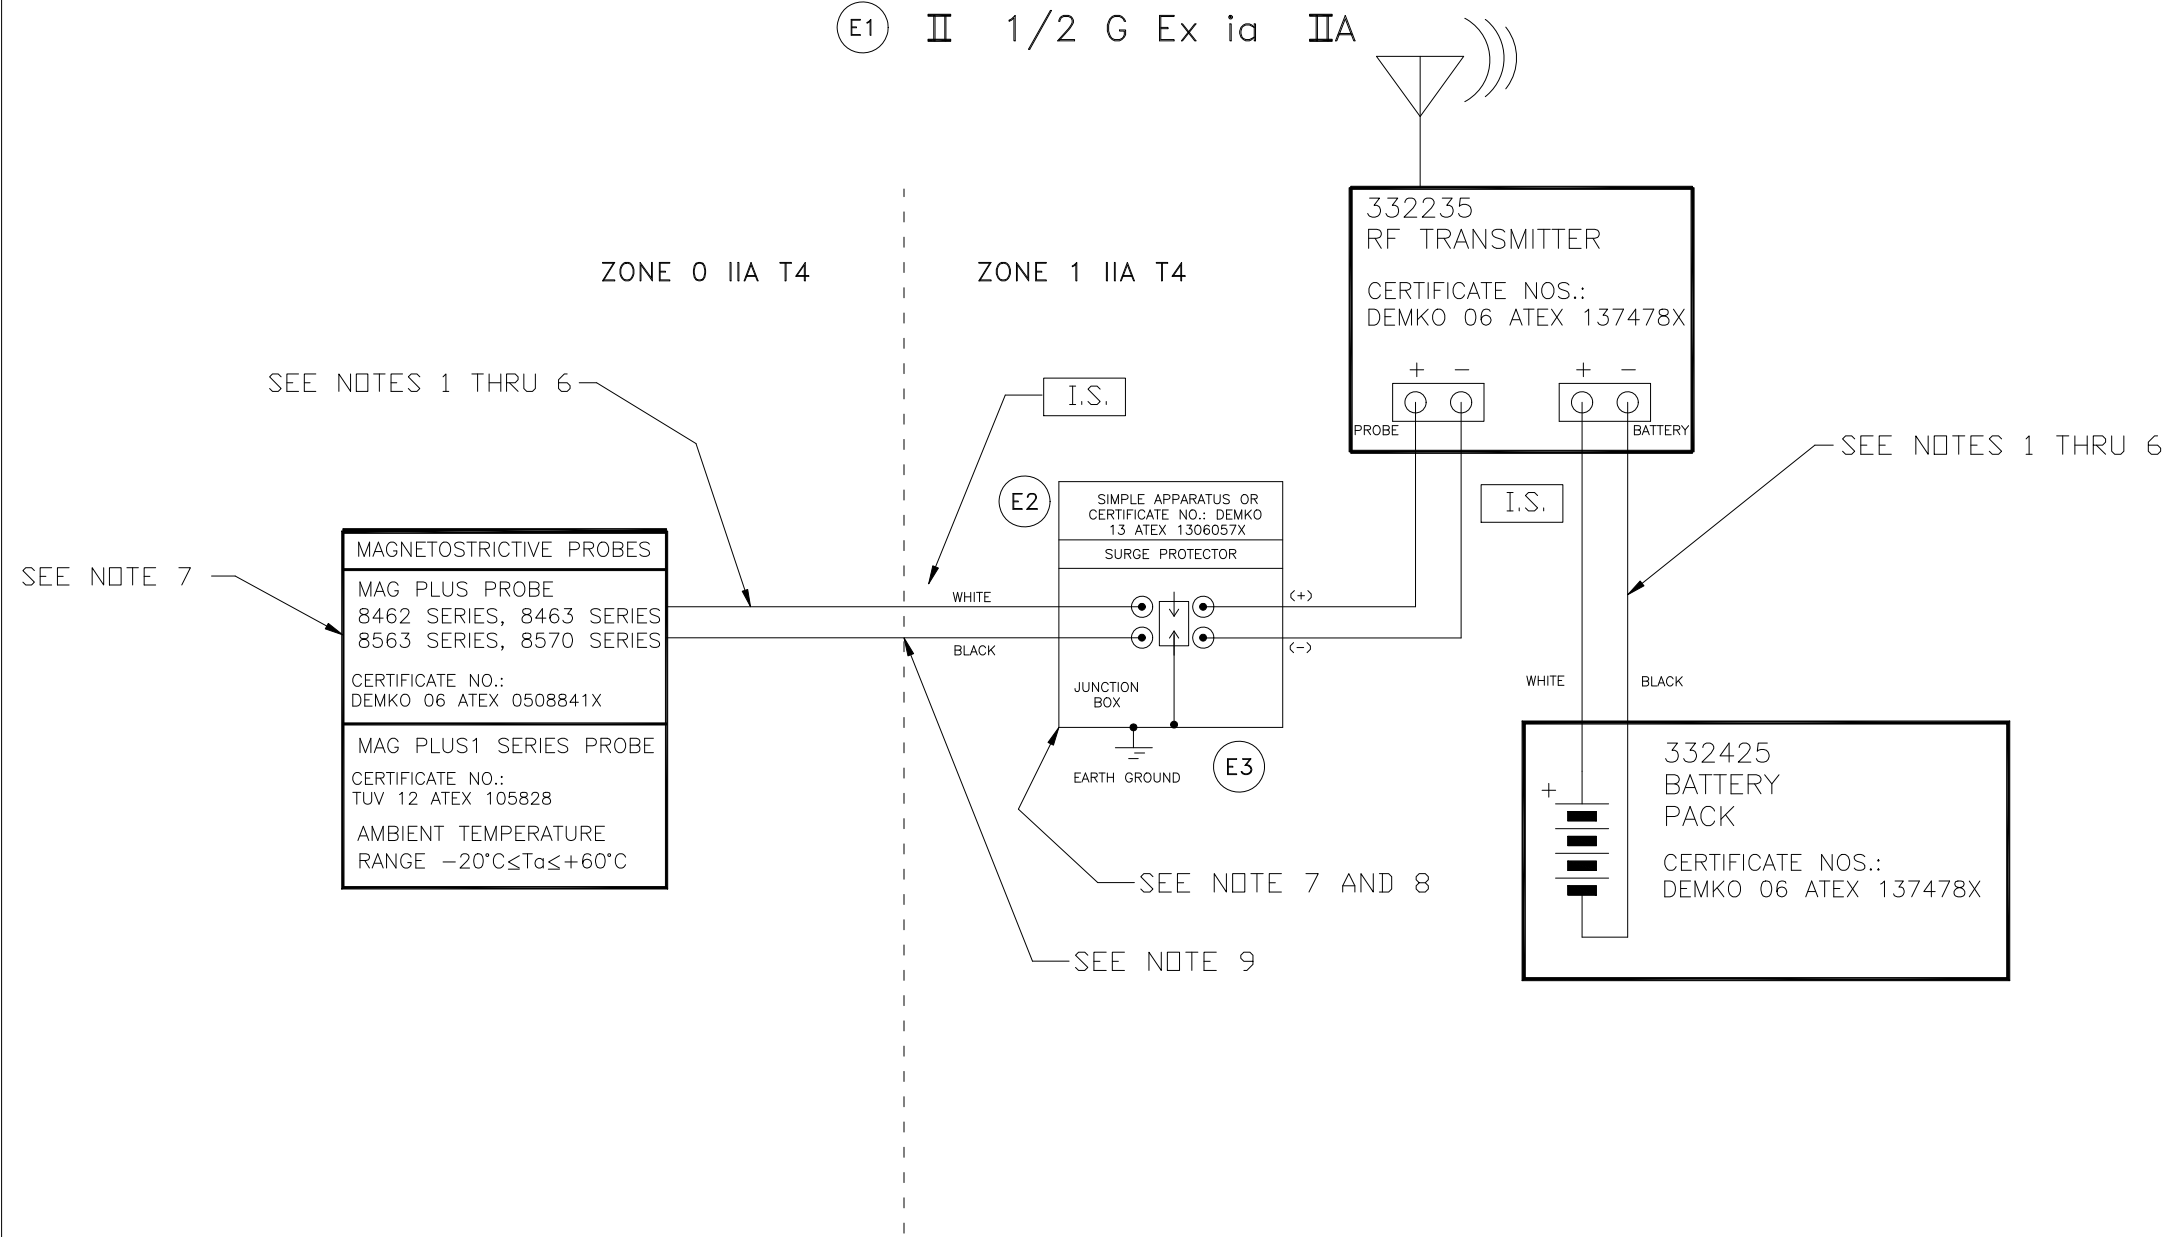 E1 II 1/2 G Ex ia IIA
332235
RF TRANSMITTER
CERTIFICATE NOS.:
DEMKO 06 ATEX 137478X
+ − + −
PROBE BATTERY
ZONE 0 IIA T4
ZONE 1 IIA T4
SEE NOTES 1 THRU 6
I.S.
SEE NOTES 1 THRU 6
I.S.
E2
SIMPLE APPARATUS OR
CERTIFICATE NO.: DEMKO
13 ATEX 1306057X
SURGE PROTECTOR
SEE NOTE 7
MAGNETOSTRICTIVE PROBES
MAG PLUS PROBE
8462 SERIES, 8463 SERIES
8563 SERIES, 8570 SERIES
CERTIFICATE NO.:
DEMKO 06 ATEX 0508841X
MAG PLUS1 SERIES PROBE
CERTIFICATE NO.:
TUV 12 ATEX 105828
AMBIENT TEMPERATURE
RANGE −20°C≤Ta≤+60°C
WHITE
BLACK
(+)
(−)
JUNCTION
BOX
EARTH GROUND
E3
WHITE
BLACK
332425
BATTERY
PACK
+
CERTIFICATE NOS.:
DEMKO 06 ATEX 137478X
SEE NOTE 7 AND 8
SEE NOTE 9